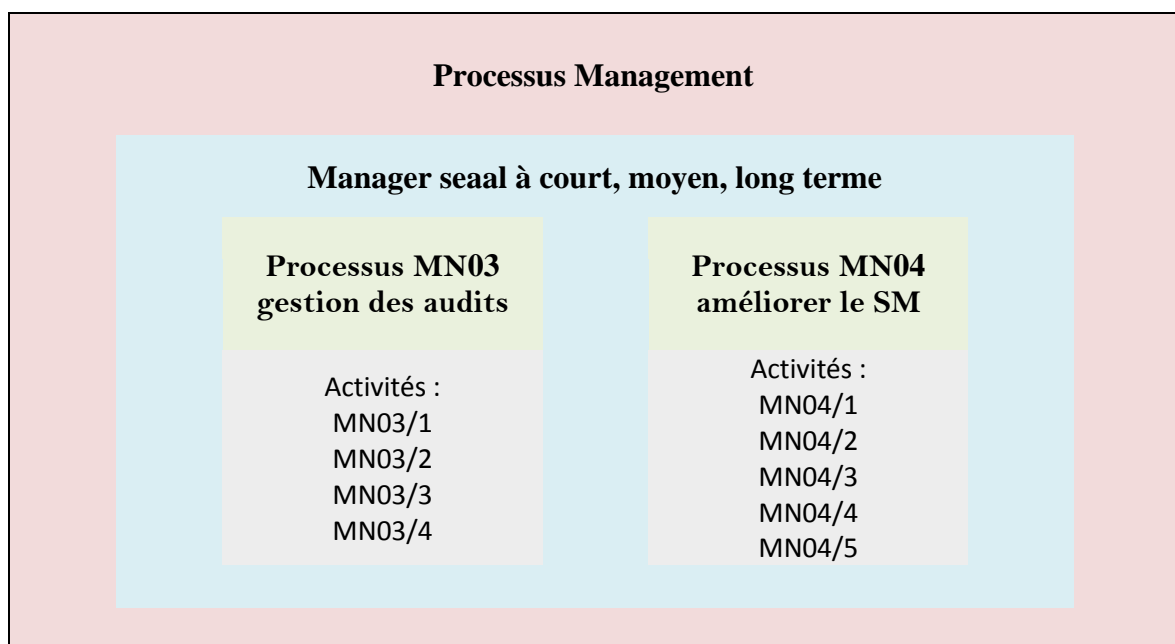 Processus Management
Manager seaal à court, moyen, long terme
Processus MN03
gestion des audits
Activités :
MN03/1
MN03/2
MN03/3
MN03/4
Processus MN04
améliorer le SM
Activités :
MN04/1
MN04/2
MN04/3
MN04/4
MN04/5